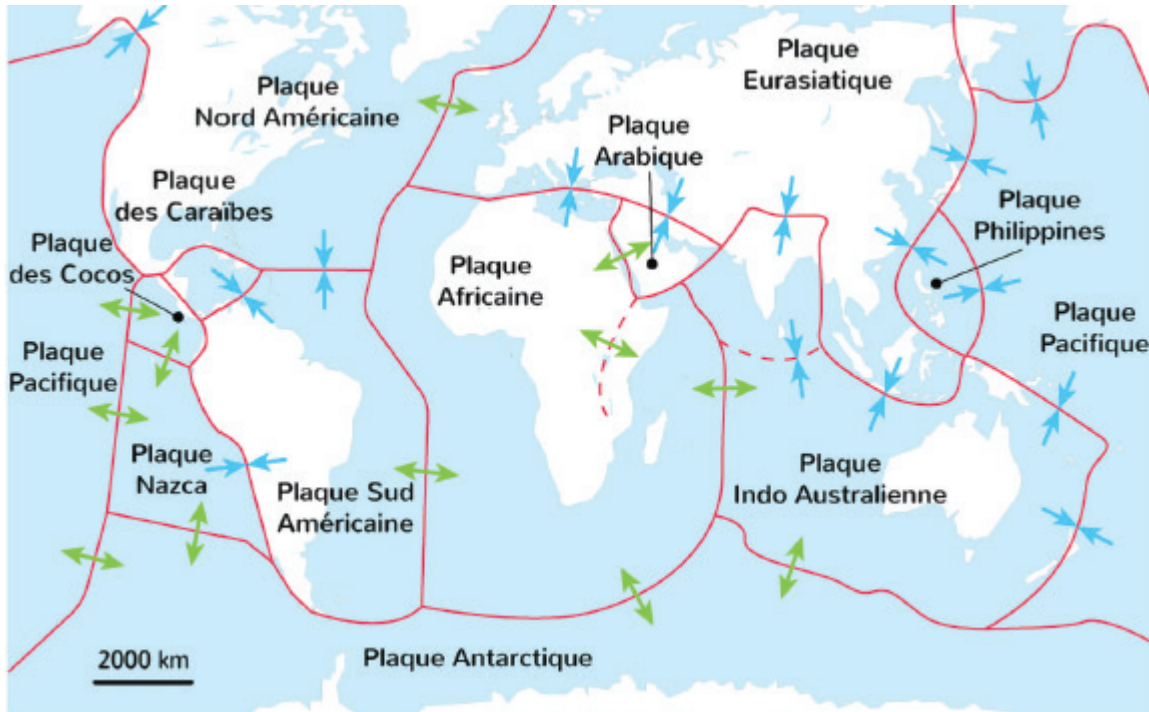 Plaque
Eurasiatique
Plaque
Nord Américaine
Plaque
Arabique
Plaque
des Caraïbes
Plaque
Philippines
Plaque
des Cocos
Plaque
Africaine
Plaque
Pacifique
Plaque
Pacifique
Plaque
Nazca
Plaque Sud
Américaine
Plaque
Indo Australienne
2000 km
Plaque Antarctique